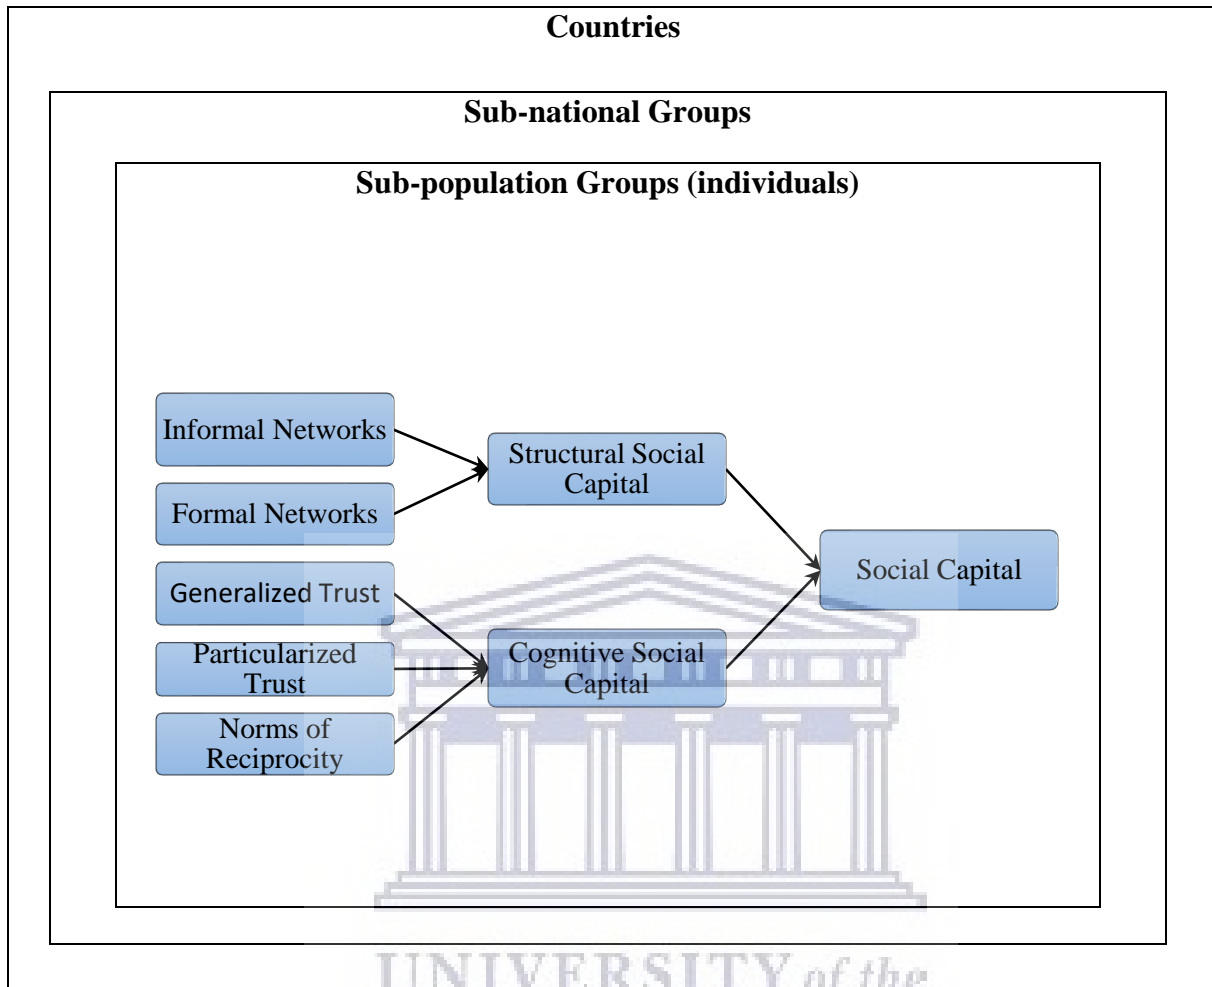 Countries
Sub-national Groups
Sub-population Groups (individuals)
Informal Networks
Formal Networks
Generalized Trust
Particularized
Trust
Norms of
Reciprocity
Structural Social
Capital
Cognitive Social
Capital
Social Capital
UNIVERSITY of the